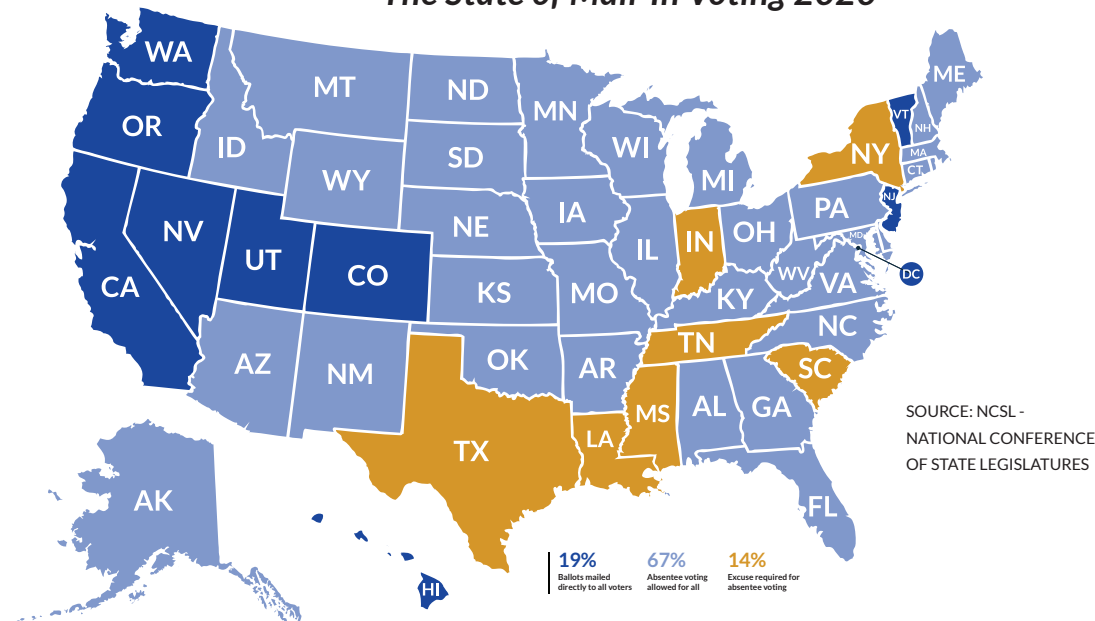 The State of Mail-In Voting 2020
WA
MT
ND
MN
ME
OR
ID
SD
WI
MI
NY
VT
NH
MA
CT
WY
NE
IA
PA
NJ
NV
UT
CO
IL
IN
OH
MD
DC
CA
KS
MO
KY
WV
VA
AZ
NM
OK
AR
TN
NC
SC
TX
LA
MS
AL
GA
SOURCE: NCSL -
NATIONAL CONFERENCE
OF STATE LEGISLATURES
AK
FL
HI
19%
Ballots mailed
directly to all voters
67%
Absentee voting
allowed for all
14%
Excuse required for
absentee voting